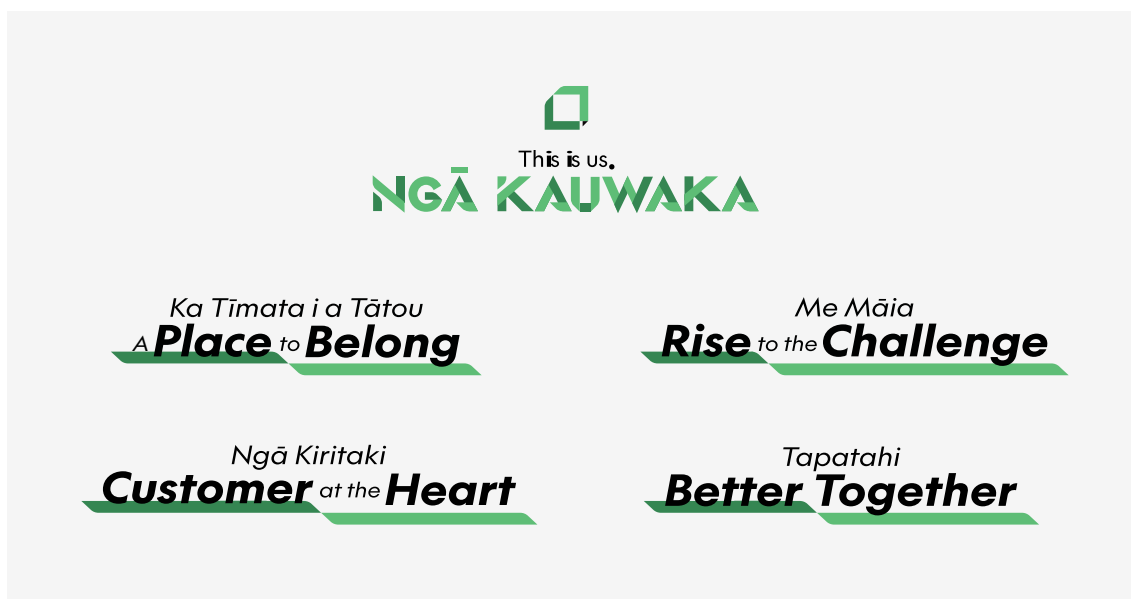 This is us.
NGĀ KAUWAKA
Ka Tīmata i a Tātou
A Place to Belong
Me Māia
Rise to the Challenge
Ngā Kiritaki
Customer at the Heart
Tapatahi
Better Together